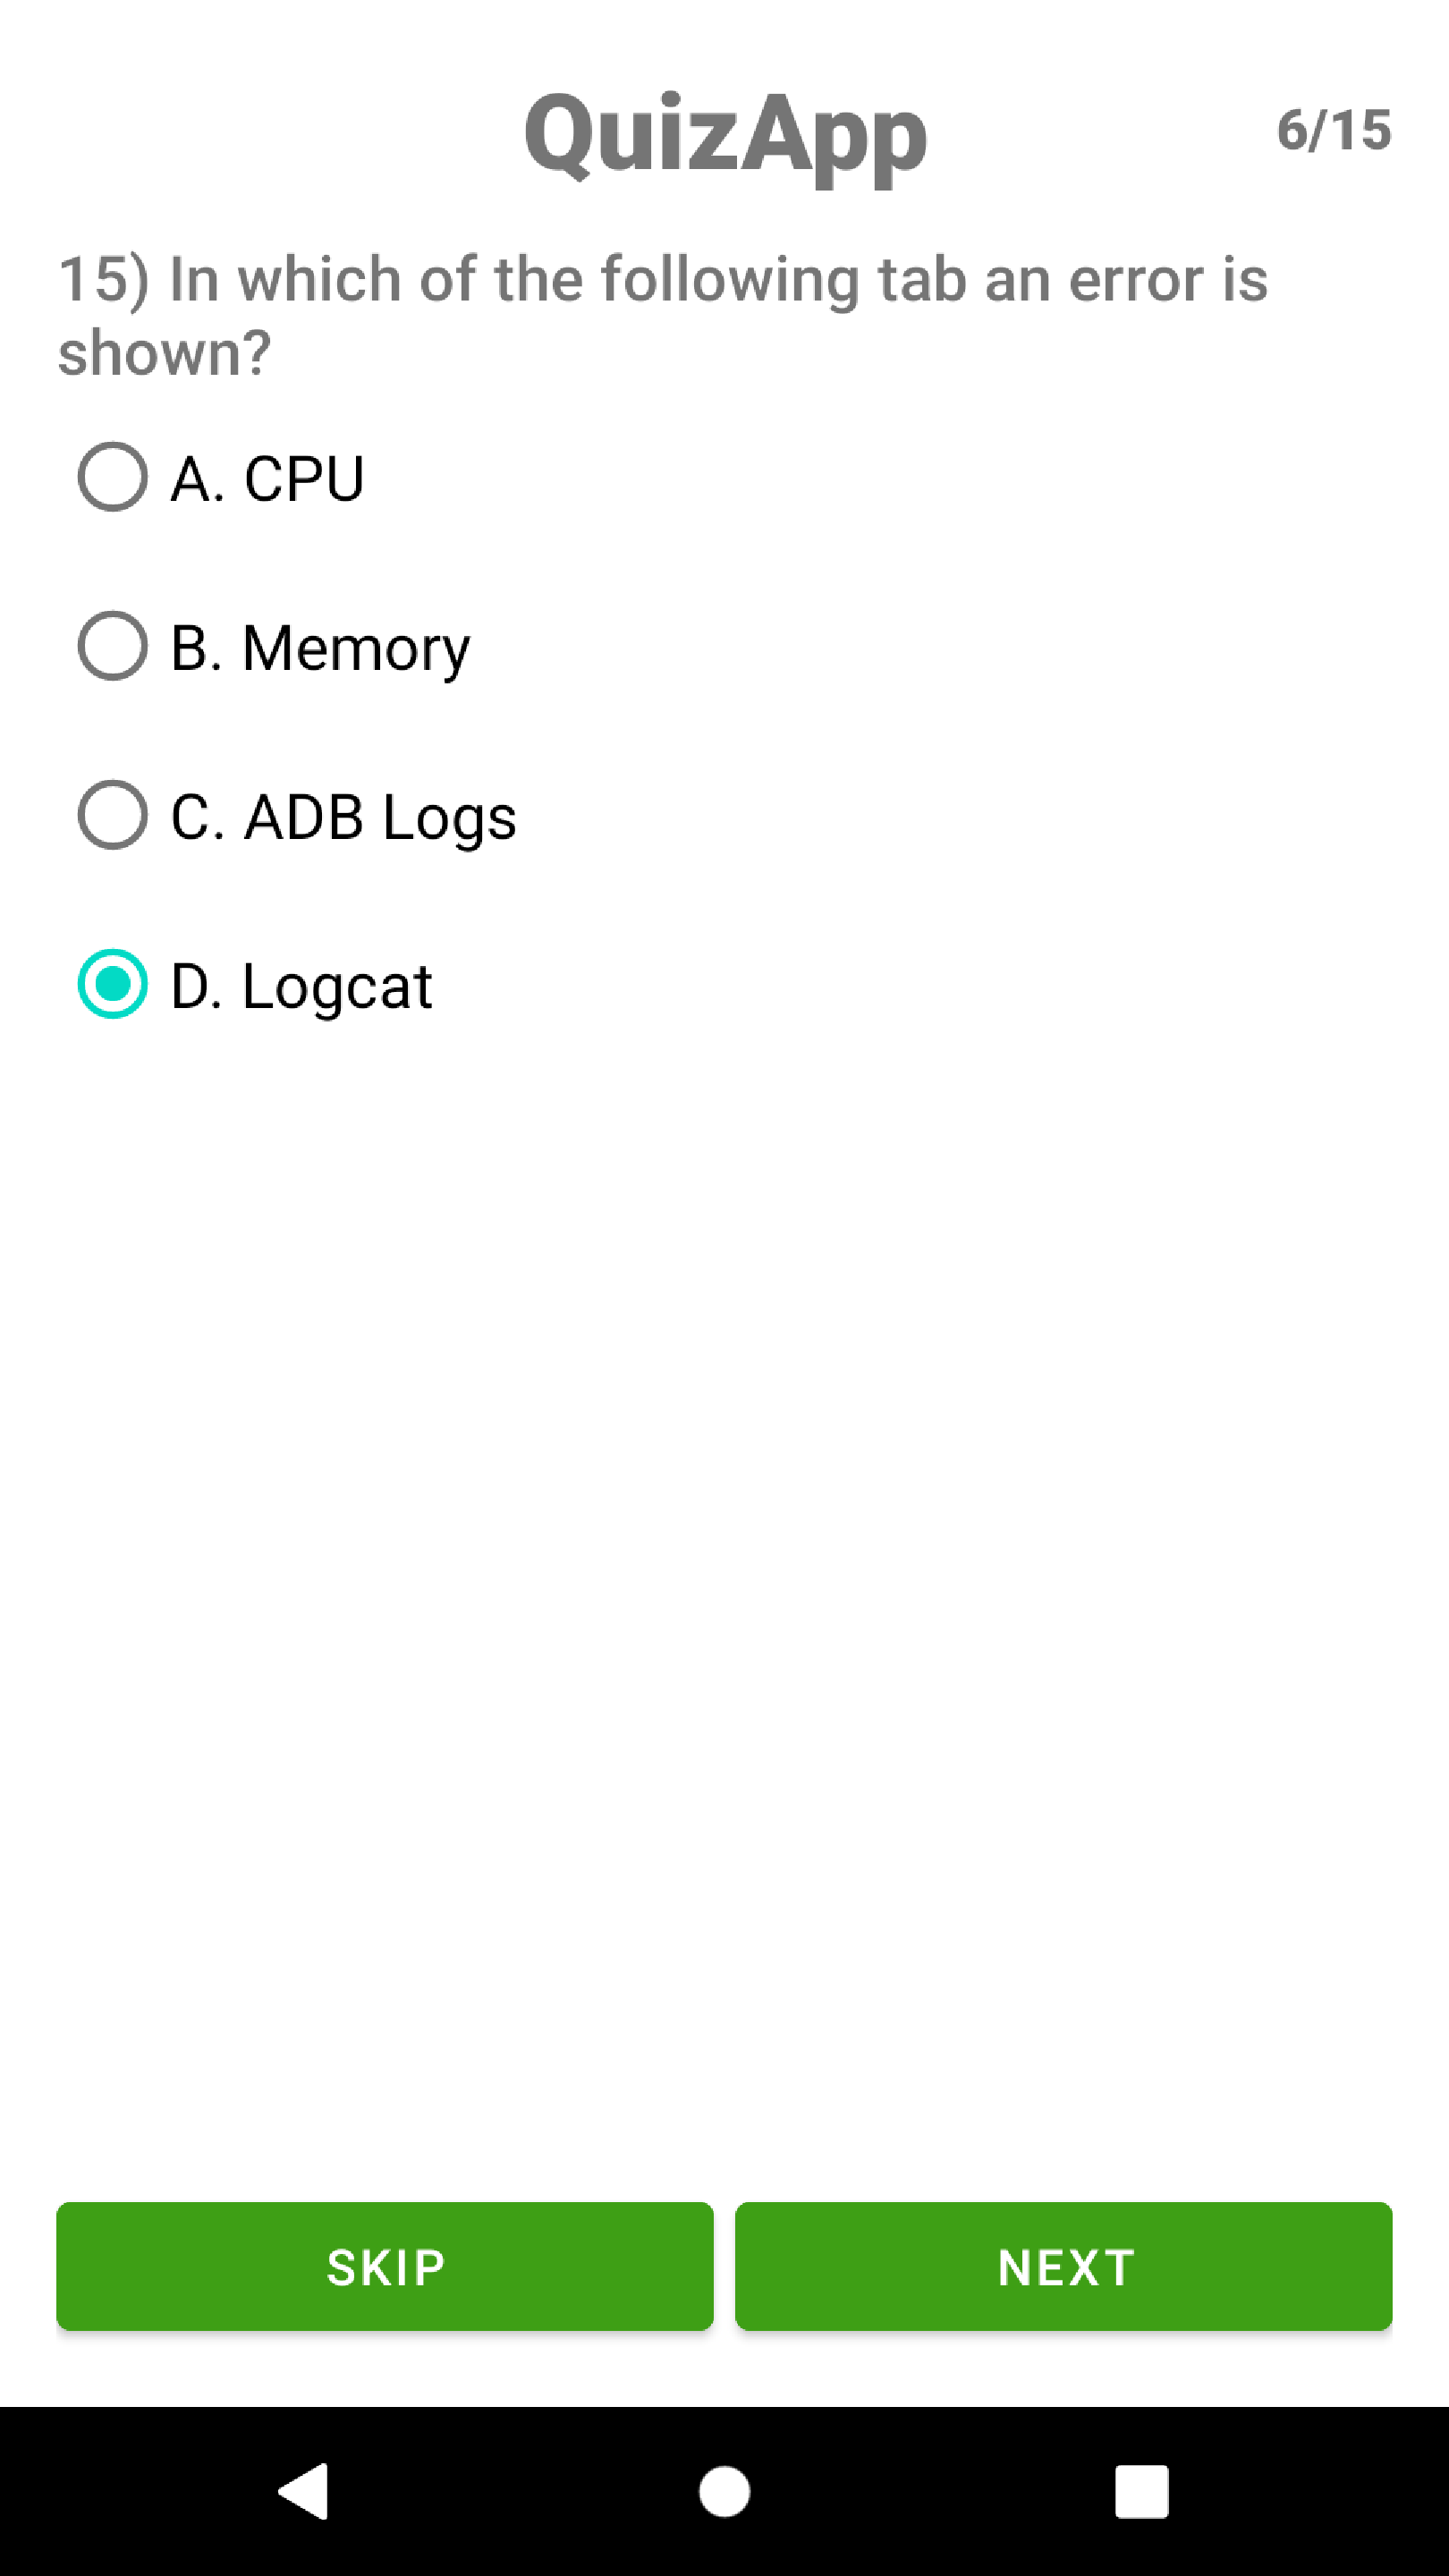 QuizApp
6/15
15) In which of the following tab an error is
shown?
A. CPU
B. Memory
C. ADB Logs
D. Logcat
SKIP
NEXT